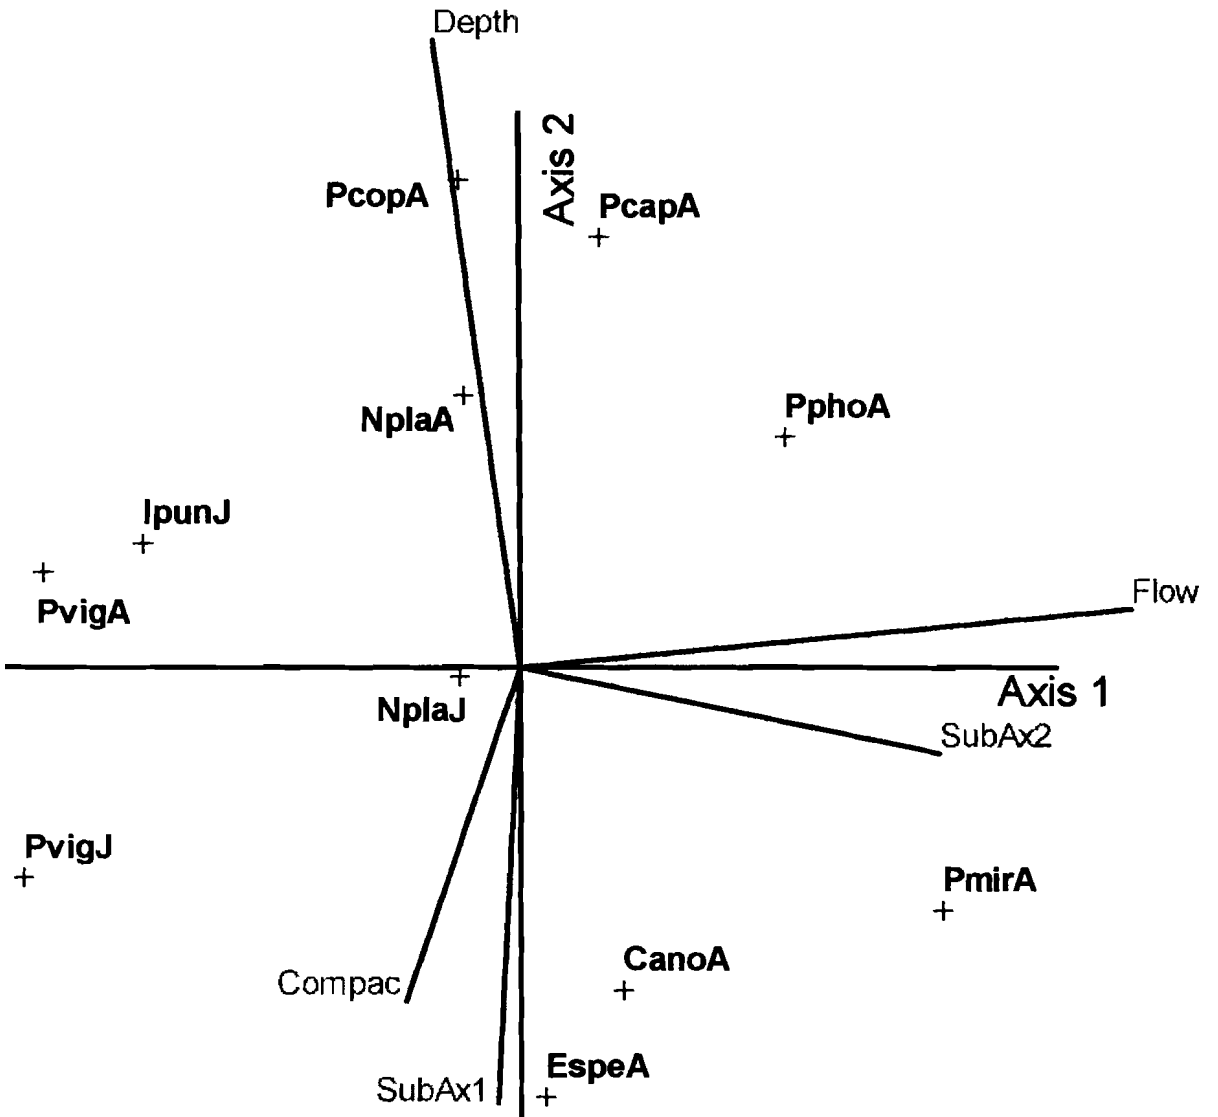 Depth
Axis 2
PcopA
PcapA
NplaA
PphoA
IpunJ
PvigA
Flow
Axis 1
NplaJ
SubAx2
PvigJ
PmirA
CanoA
Compac
EspeA
SubAx1